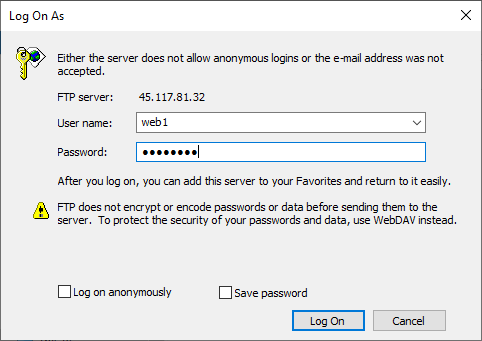 Log On As
Either the server does not allow anonymous logins or the e-mail address was not
accepted.
FTP server: 45.117.81.32
User name: web1
Password: ●●●●●●●●
After you log on, you can add this server to your Favorites and return to it easily.
FTP does not encrypt or encode passwords or data before sending them to the
server. To protect the security of your passwords and data, use WebDAV instead.
Log on anonymously Save password
Log On Cancel